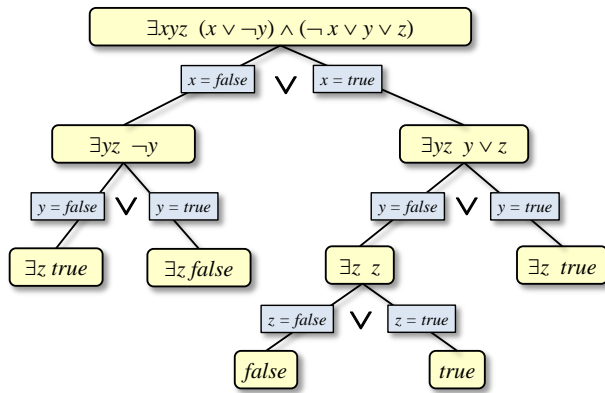 ∃xyz (x ∨ ¬y) ∧ (¬ x ∨ y ∨ z)
x = false ∨ x = true
∃yz ¬y ∃yz y ∨ z
y = false ∨ y = true y = false ∨ y = true
∃z true ∃z false ∃z z ∃z true
z = false ∨ z = true
false true